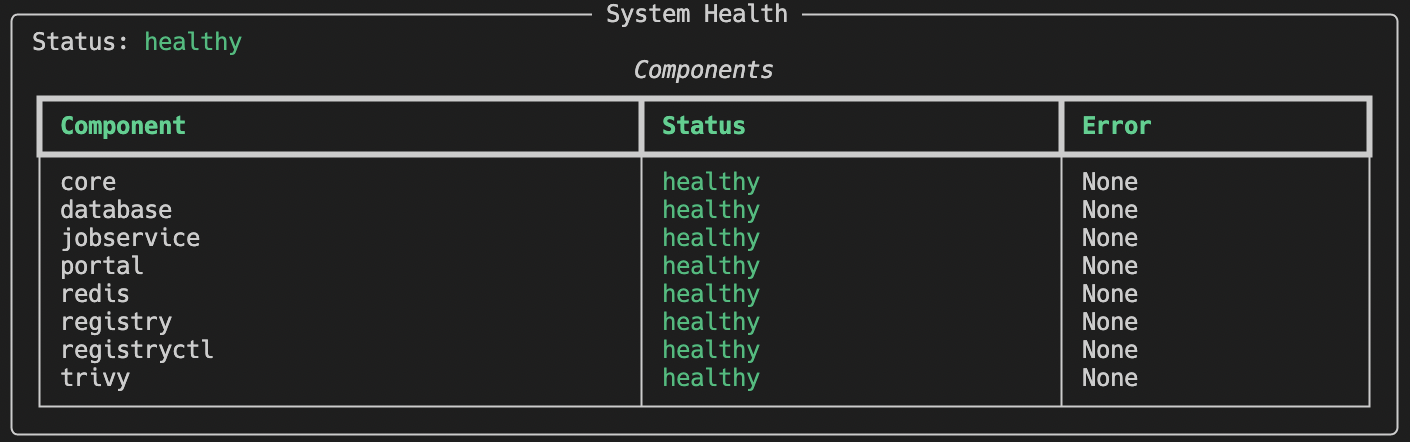 System Health
Status: healthy
Components
Component Status Error
core healthy None
database healthy None
jobservice healthy None
portal healthy None
redis healthy None
registry healthy None
registryctl healthy None
trivy healthy None